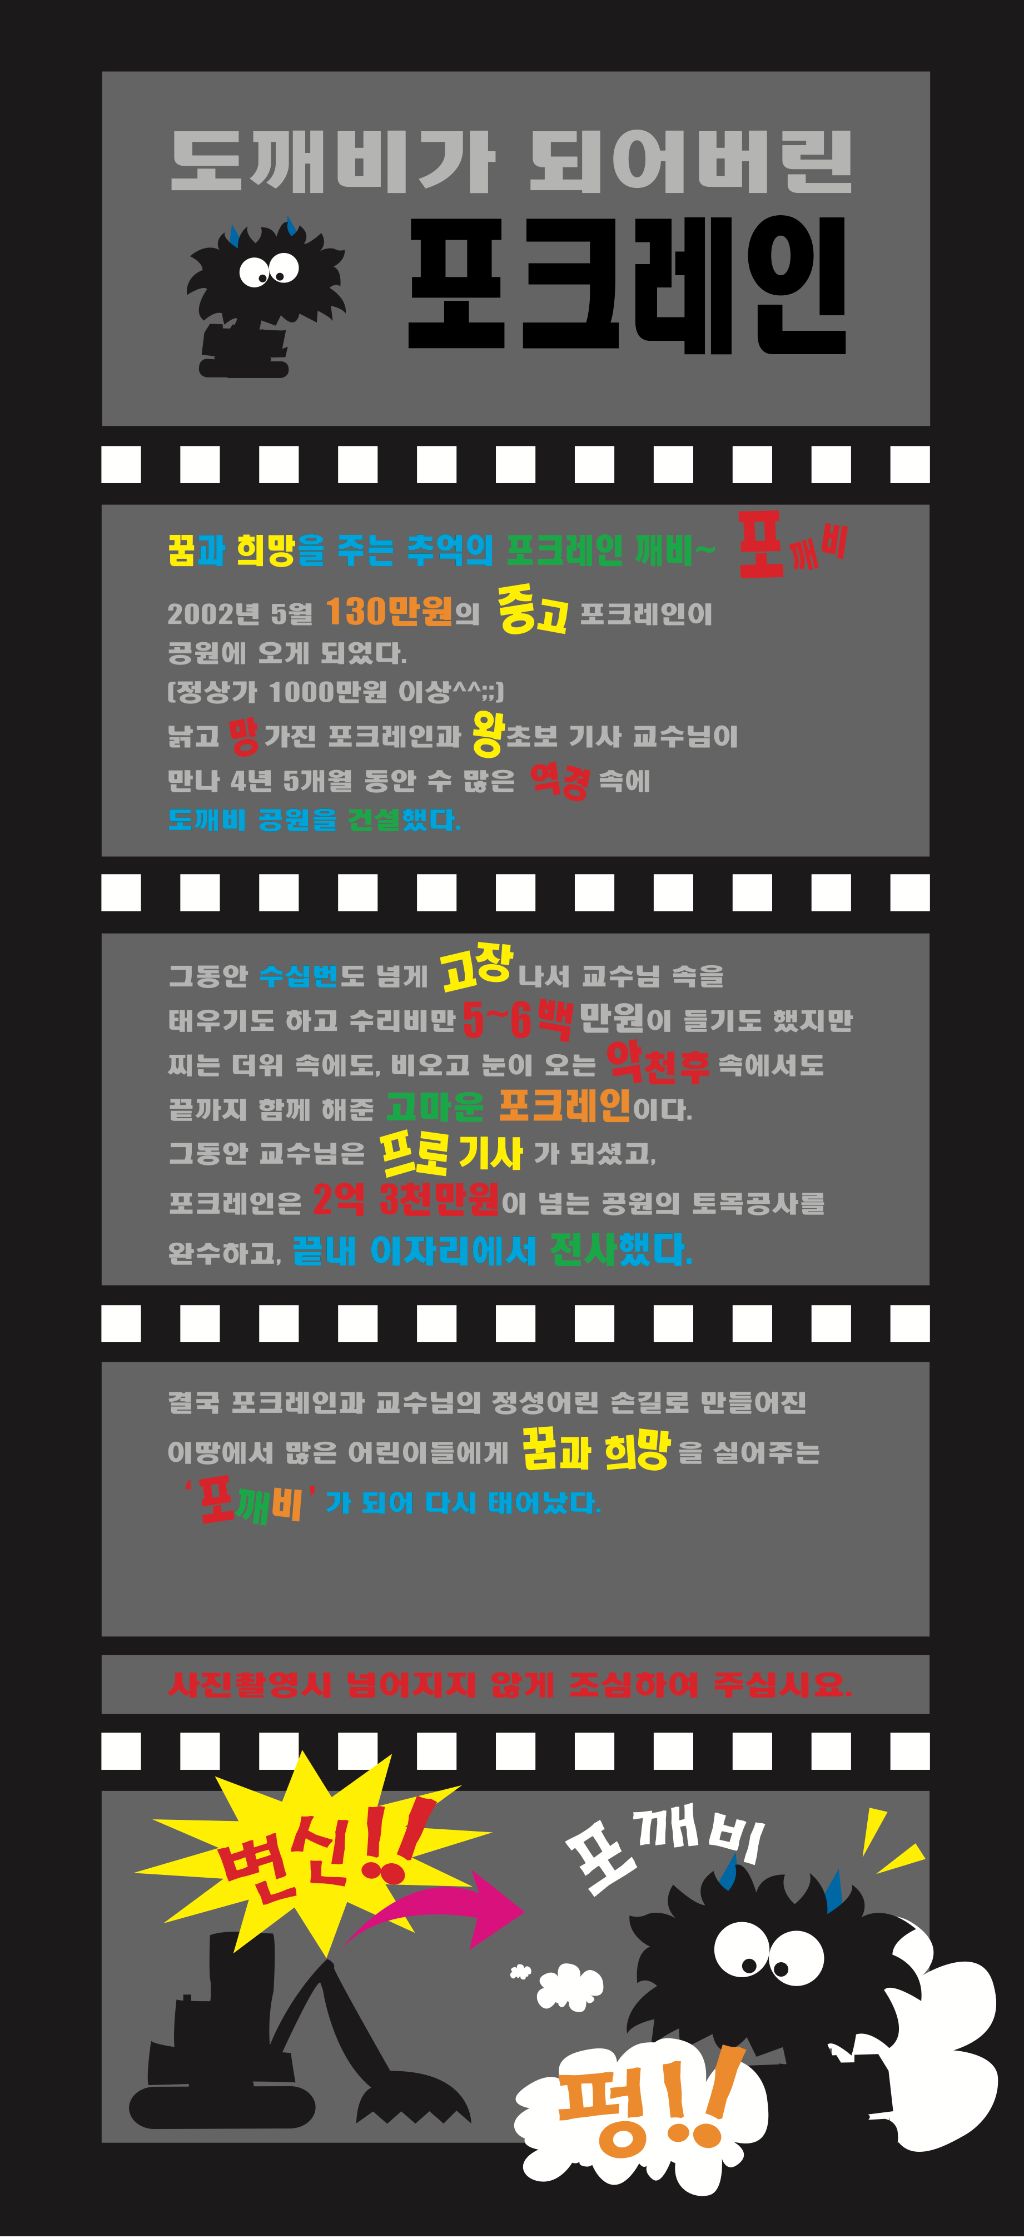 도깨비가 되어버린
포크레인
꿈과 희망을 주는 추억의 포크레인 깨비~ 포깨비
2002년 5월 130만원의 중고 포크레인이
공원에 오게 되었다.
(정상가 1000만원 이상^^;;)
낡고 망가진 포크레인과 왕초보 기사 교수님이
만나 4년 5개월 동안 수 많은 역경 속에
도깨비 공원을 건설했다.
그동안 수십번도 넘게 고장나서 교수님 속을
태우기도 하고 수리비만 5~6백만원이 들기도 했지만
찌는 더위 속에도, 비오고 눈이 오는 악천후 속에서도
끝까지 함께 해준 고마운 포크레인이다.
그동안 교수님은 프로기사가 되셨고,
포크레인은 2억 3천만원이 넘는 공원의 토목공사를
완수하고, 끝내 이자리에서 전사했다.
결국 포크레인과 교수님의 정성어린 손길로 만들어진
이땅에서 많은 어린이들에게 꿈과 희망을 실어주는
‘포깨비’가 되어 다시 태어났다.
사진촬영시 넘어지지 않게 조심하여 주십시요.
변신!!
포깨비
펑!!